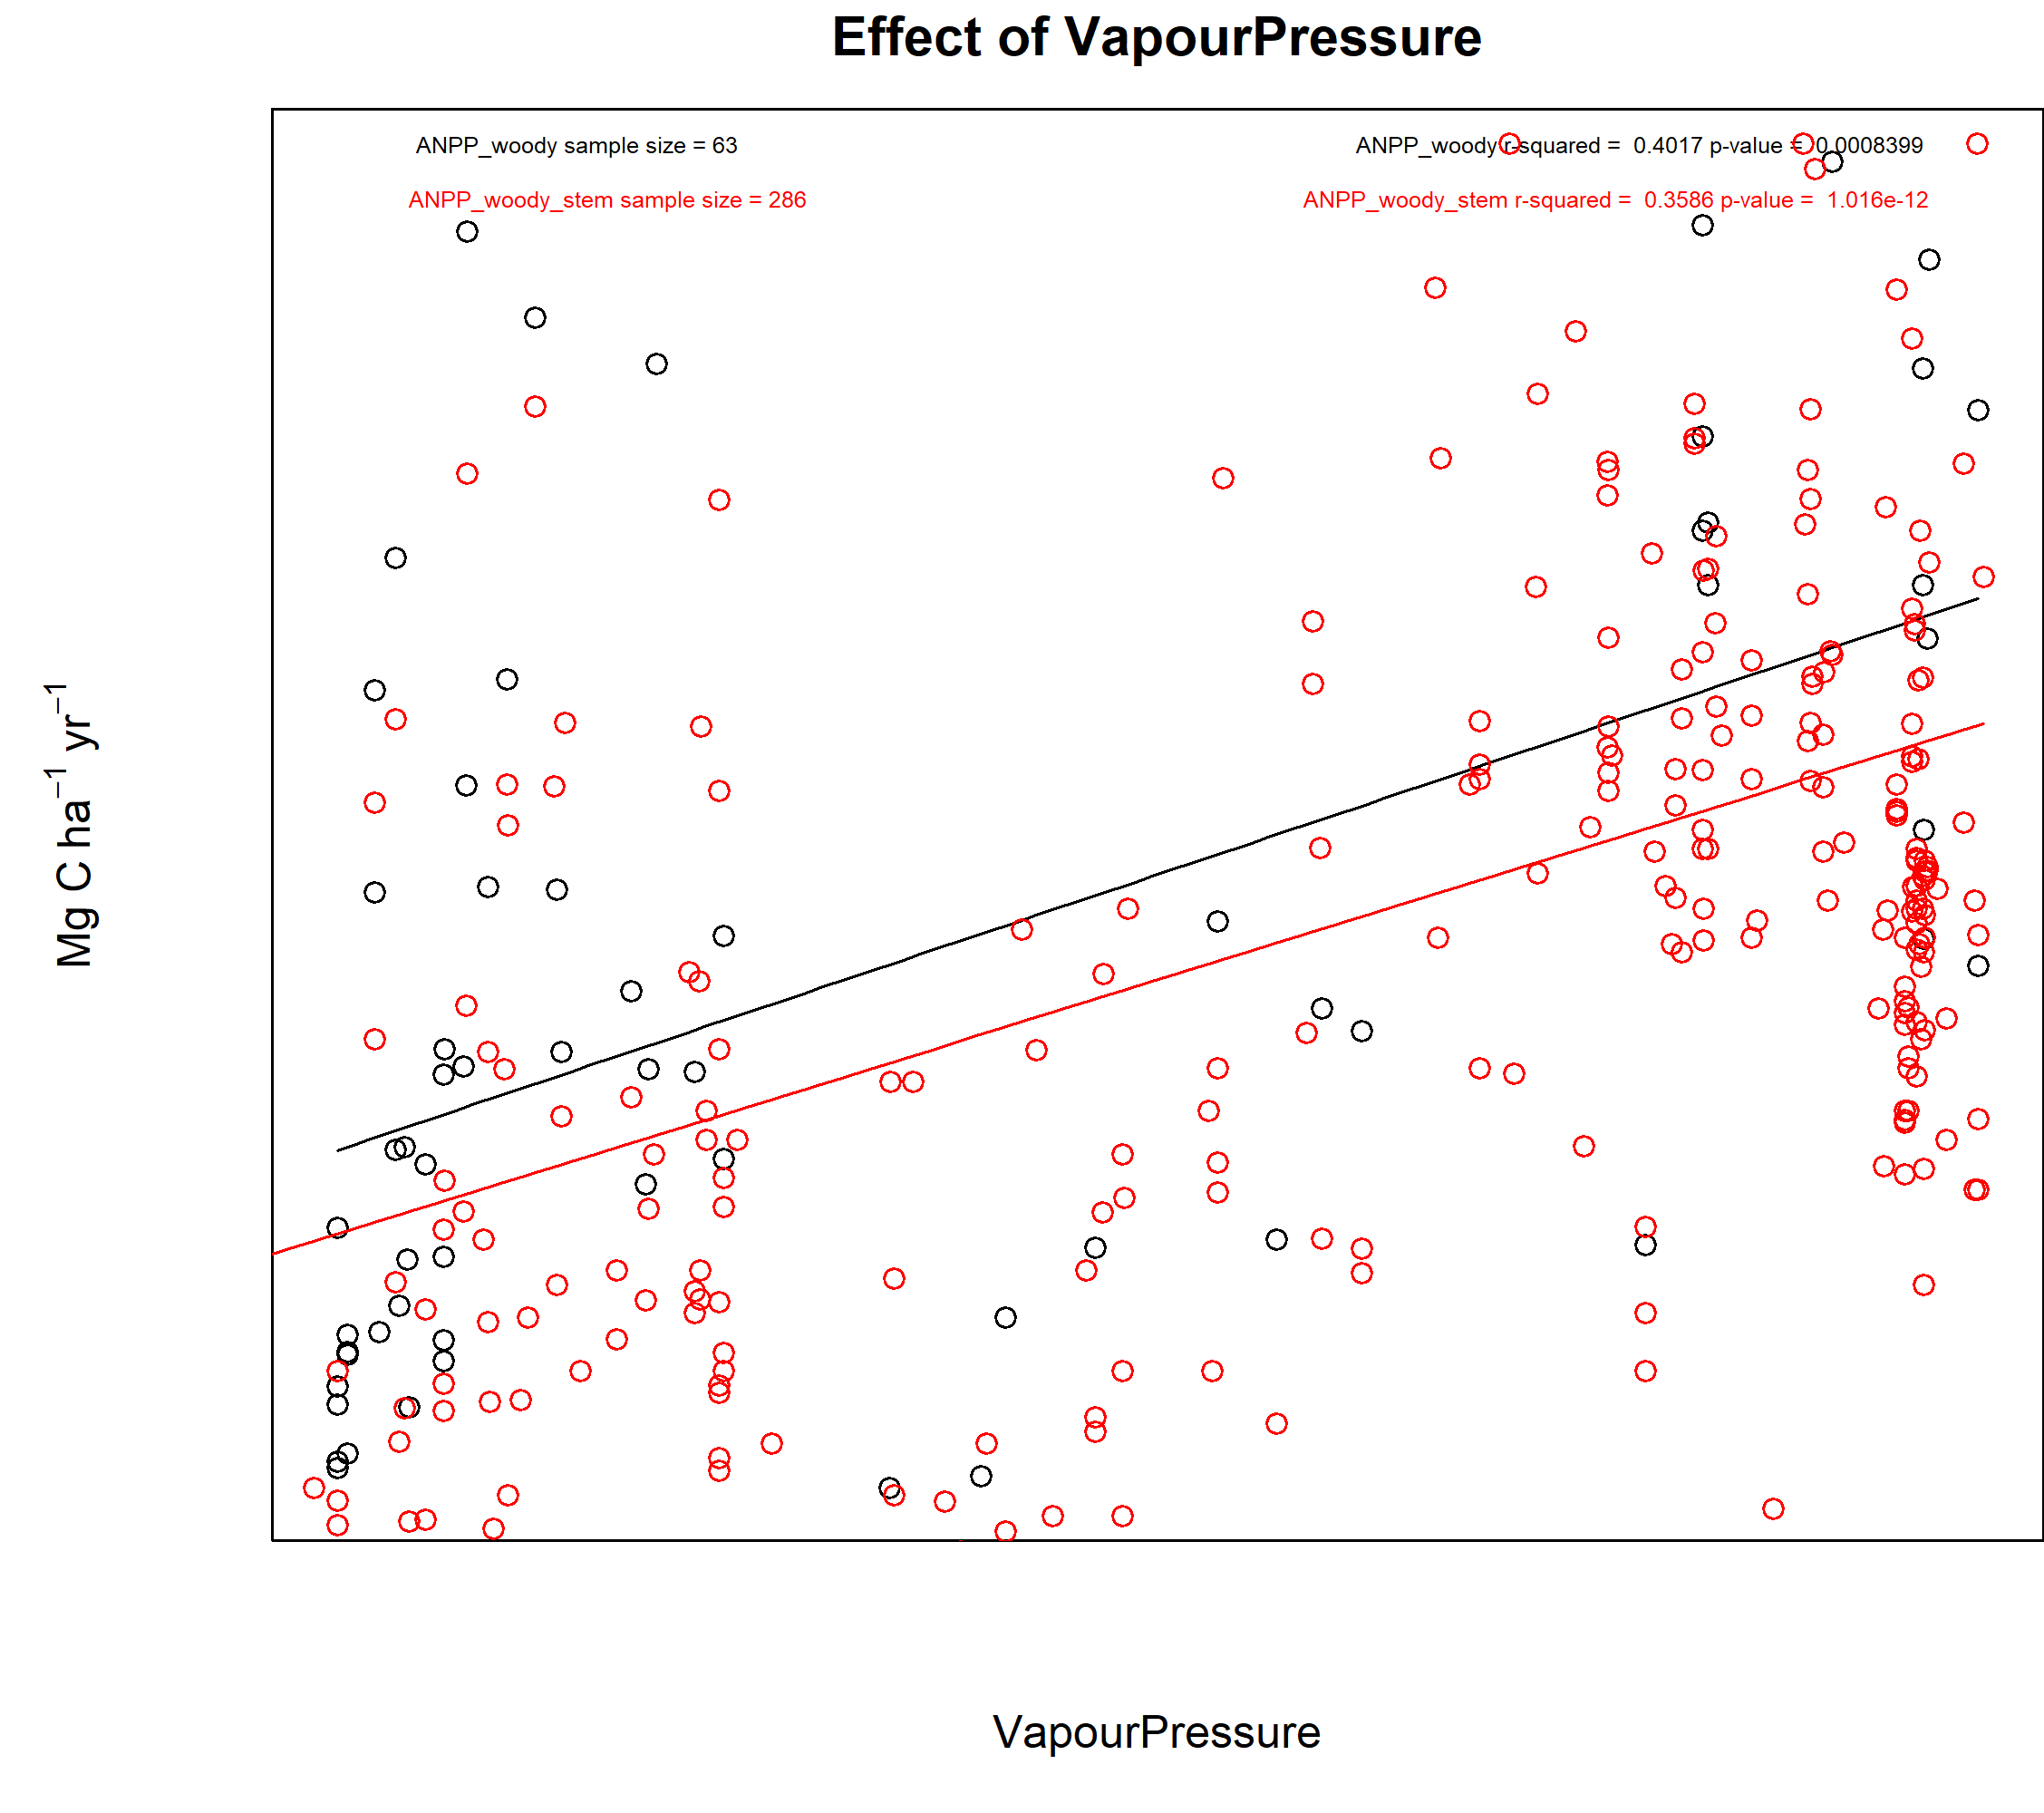 Effect of VapourPressure
ANPP_woody sample size = 63
ANPP_woody r-squared =  0.4017 p-value =  0.0008399
ANPP_woody_stem sample size = 286
ANPP_woody_stem r-squared =  0.3586 p-value =  1.016e-12
Mg C ha⁻¹ yr⁻¹
VapourPressure